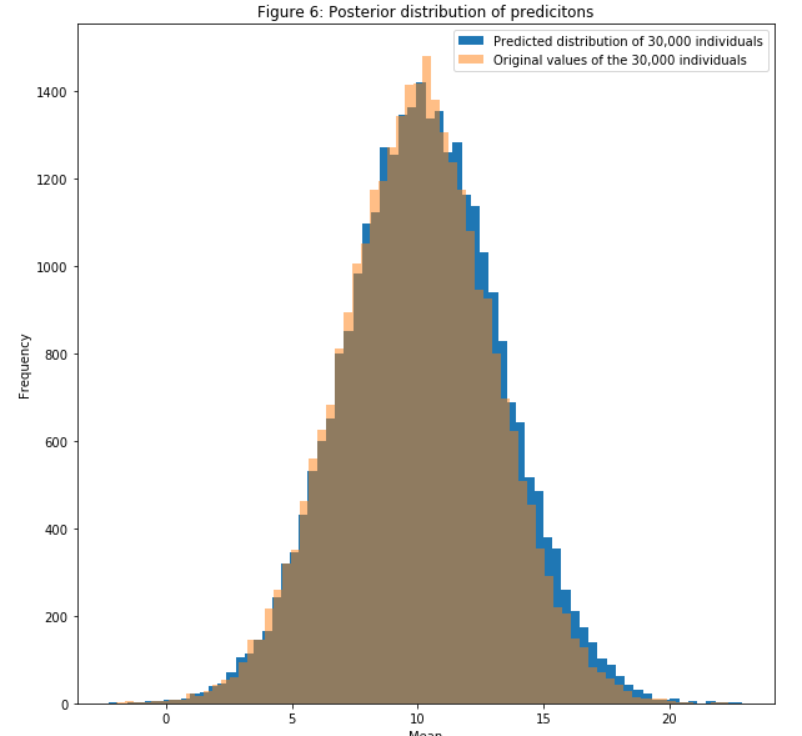 Figure 6: Posterior distribution of predicitons
Predicted distribution of 30,000 individuals
Original values of the 30,000 individuals
Frequency
1400
1200
1000
800
600
400
200
0
0 5 10 15 20
Mean